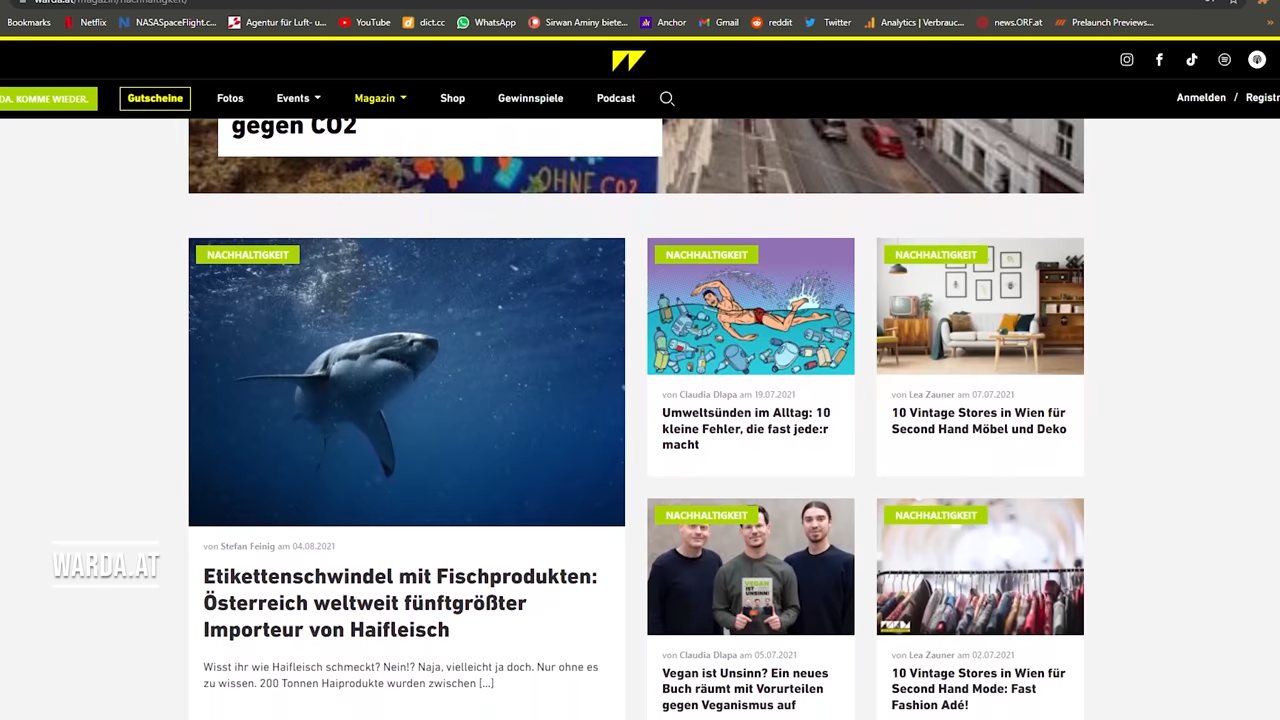 warda.at/magazin/nachhaltigkeit/
Bookmarks Netflix NASASpaceFlight.c... Agentur für Luft- u... YouTube dict.cc WhatsApp Sirwan Aminy biete... Anchor Gmail reddit Twitter Analytics | Verbrauc... news.ORF.at Prelaunch Previews... »
DA. KOMME WIEDER. Gutscheine Fotos Events Magazin Shop Gewinnspiele Podcast Anmelden / Registr
gegen CO2
OHNE CO2
NACHHALTIGKEIT
von Stefan Feinig am 04.08.2021
Etikettenschwindel mit Fischprodukten:
Österreich weltweit fünftgrößter
Importeur von Haifleisch
Wisst ihr wie Haifleisch schmeckt? Nein!? Naja, vielleicht ja doch. Nur ohne es
zu wissen. 200 Tonnen Haiprodukte wurden zwischen [...]
NACHHALTIGKEIT
von Claudia Dlapa am 19.07.2021
Umweltsünden im Alltag: 10
kleine Fehler, die fast jede:r
macht
NACHHALTIGKEIT
von Lea Zauner am 07.07.2021
10 Vintage Stores in Wien für
Second Hand Möbel und Deko
NACHHALTIGKEIT
VEGAN
IST
UNSINN!
von Claudia Dlapa am 05.07.2021
Vegan ist Unsinn? Ein neues
Buch räumt mit Vorurteilen
gegen Veganismus auf
NACHHALTIGKEIT
von Lea Zauner am 02.07.2021
10 Vintage Stores in Wien für
Second Hand Mode: Fast
Fashion Adé!
WARDA.AT